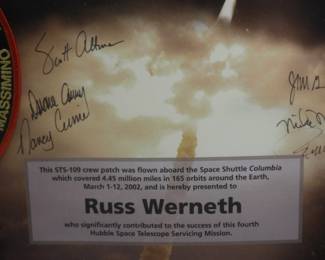 MASSIMINO
Scott Altman
Duane Carey
Nancy Currie
This STS-109 crew patch was flown aboard the Space Shuttle Columbia
which covered 4.45 million miles in 165 orbits around the Earth,
March 1-12, 2002, and is hereby presented to
Russ Werneth
who significantly contributed to the success of this fourth
Hubble Space Telescope Servicing Mission.